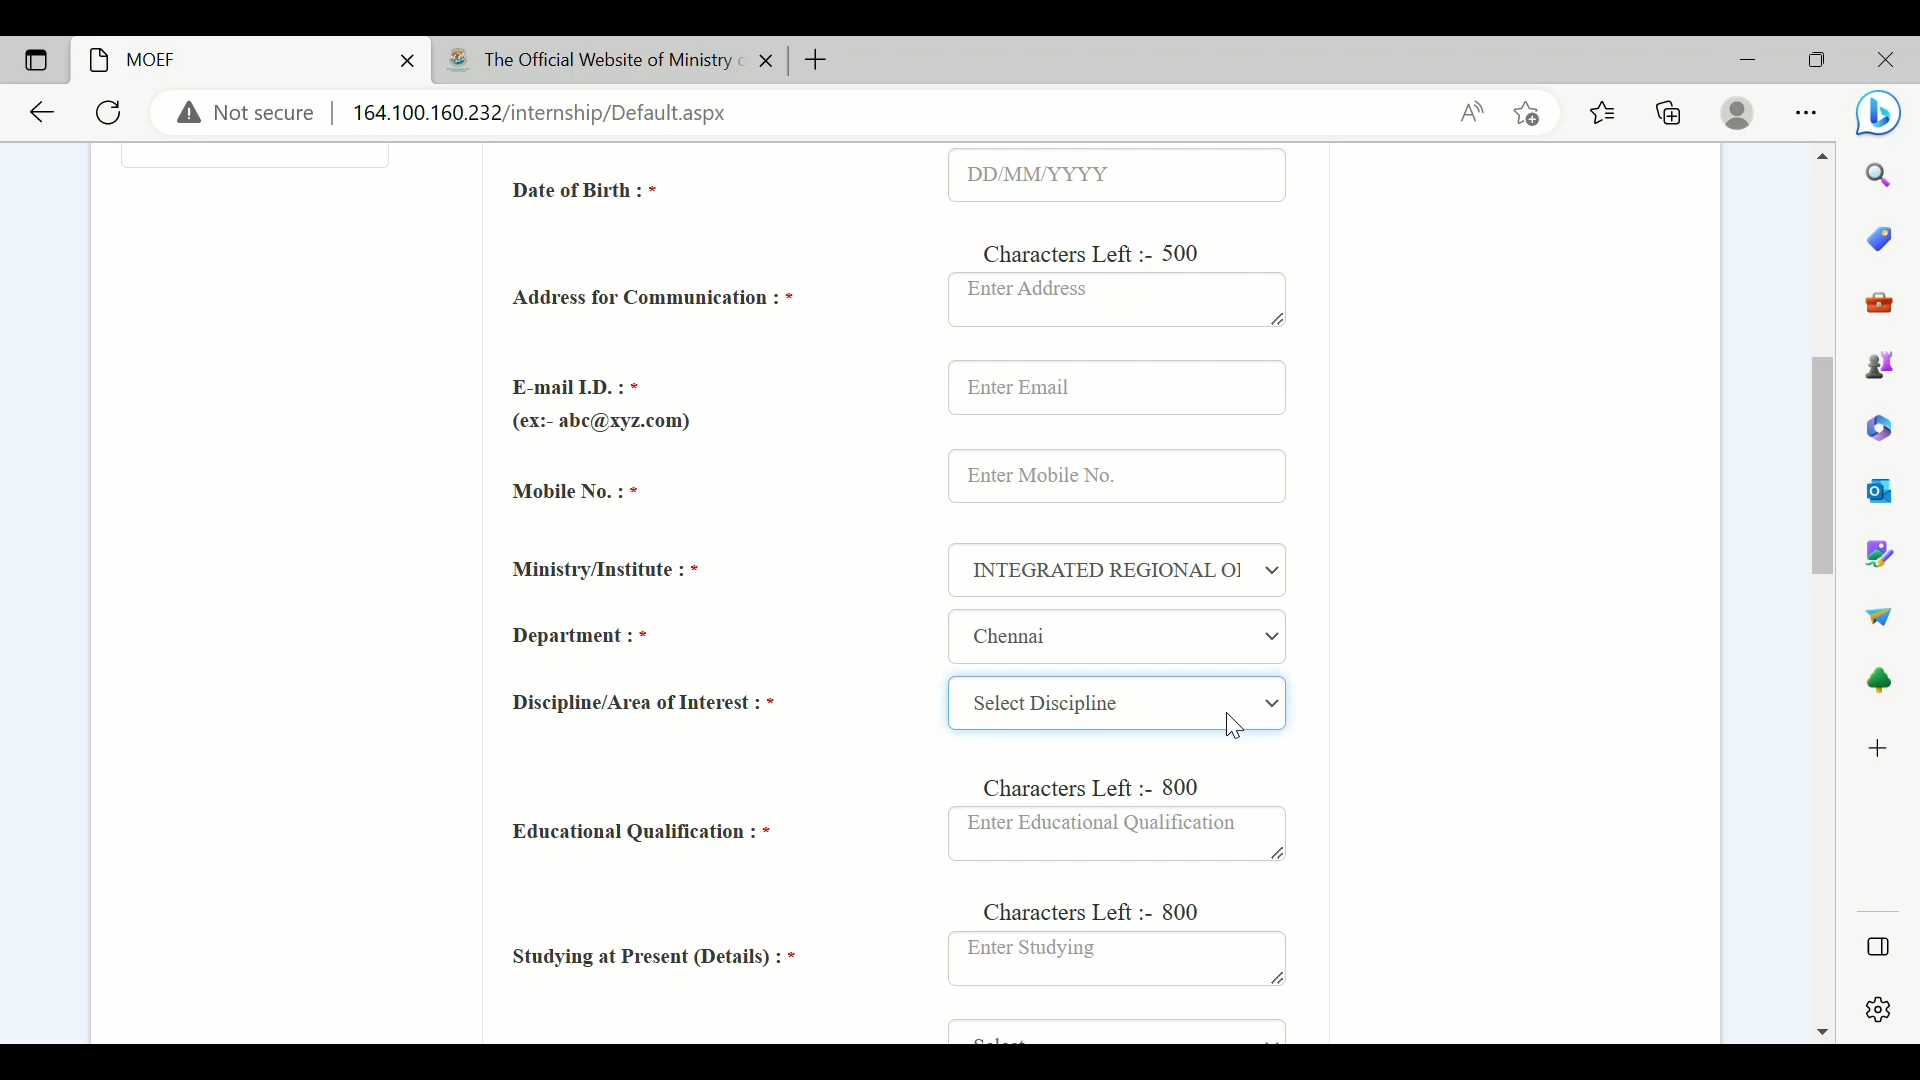 MOEF
The Official Website of Ministry
Not secure
164.100.160.232/internship/Default.aspx
Date of Birth : *
DD/MM/YYYY
Characters Left :- 500
Address for Communication : *
Enter Address
E-mail I.D. : *
(ex:- abc@xyz.com)
Enter Email
Mobile No. : *
Enter Mobile No.
Ministry/Institute : *
INTEGRATED REGIONAL
Department : *
Chennai
Discipline/Area of Interest : *
Select Discipline
Characters Left :- 800
Educational Qualification : *
Enter Educational Qualification
Characters Left :- 800
Studying at Present (Details) : *
Enter Studying